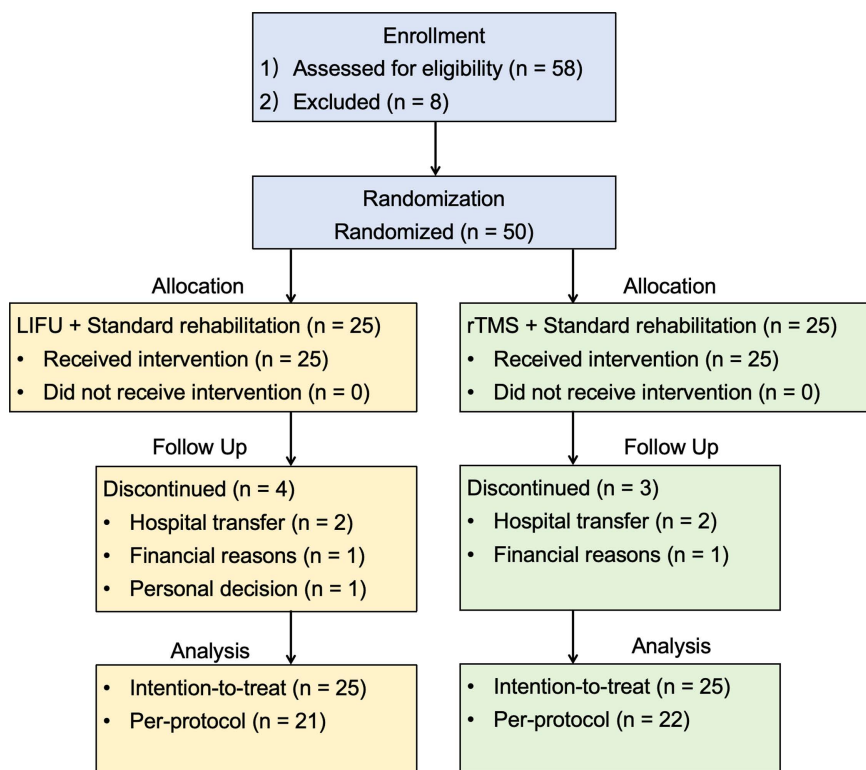 Enrollment
1) Assessed for eligibility (n = 58)
2) Excluded (n = 8)
Randomization
Randomized (n = 50)
Allocation
LIFU + Standard rehabilitation (n = 25)
• Received intervention (n = 25)
• Did not receive intervention (n = 0)
Allocation
rTMS + Standard rehabilitation (n = 25)
• Received intervention (n = 25)
• Did not receive intervention (n = 0)
Follow Up
Discontinued (n = 4)
• Hospital transfer (n = 2)
• Financial reasons (n = 1)
• Personal decision (n = 1)
Follow Up
Discontinued (n = 3)
• Hospital transfer (n = 2)
• Financial reasons (n = 1)
Analysis
• Intention-to-treat (n = 25)
• Per-protocol (n = 21)
Analysis
• Intention-to-treat (n = 25)
• Per-protocol (n = 22)